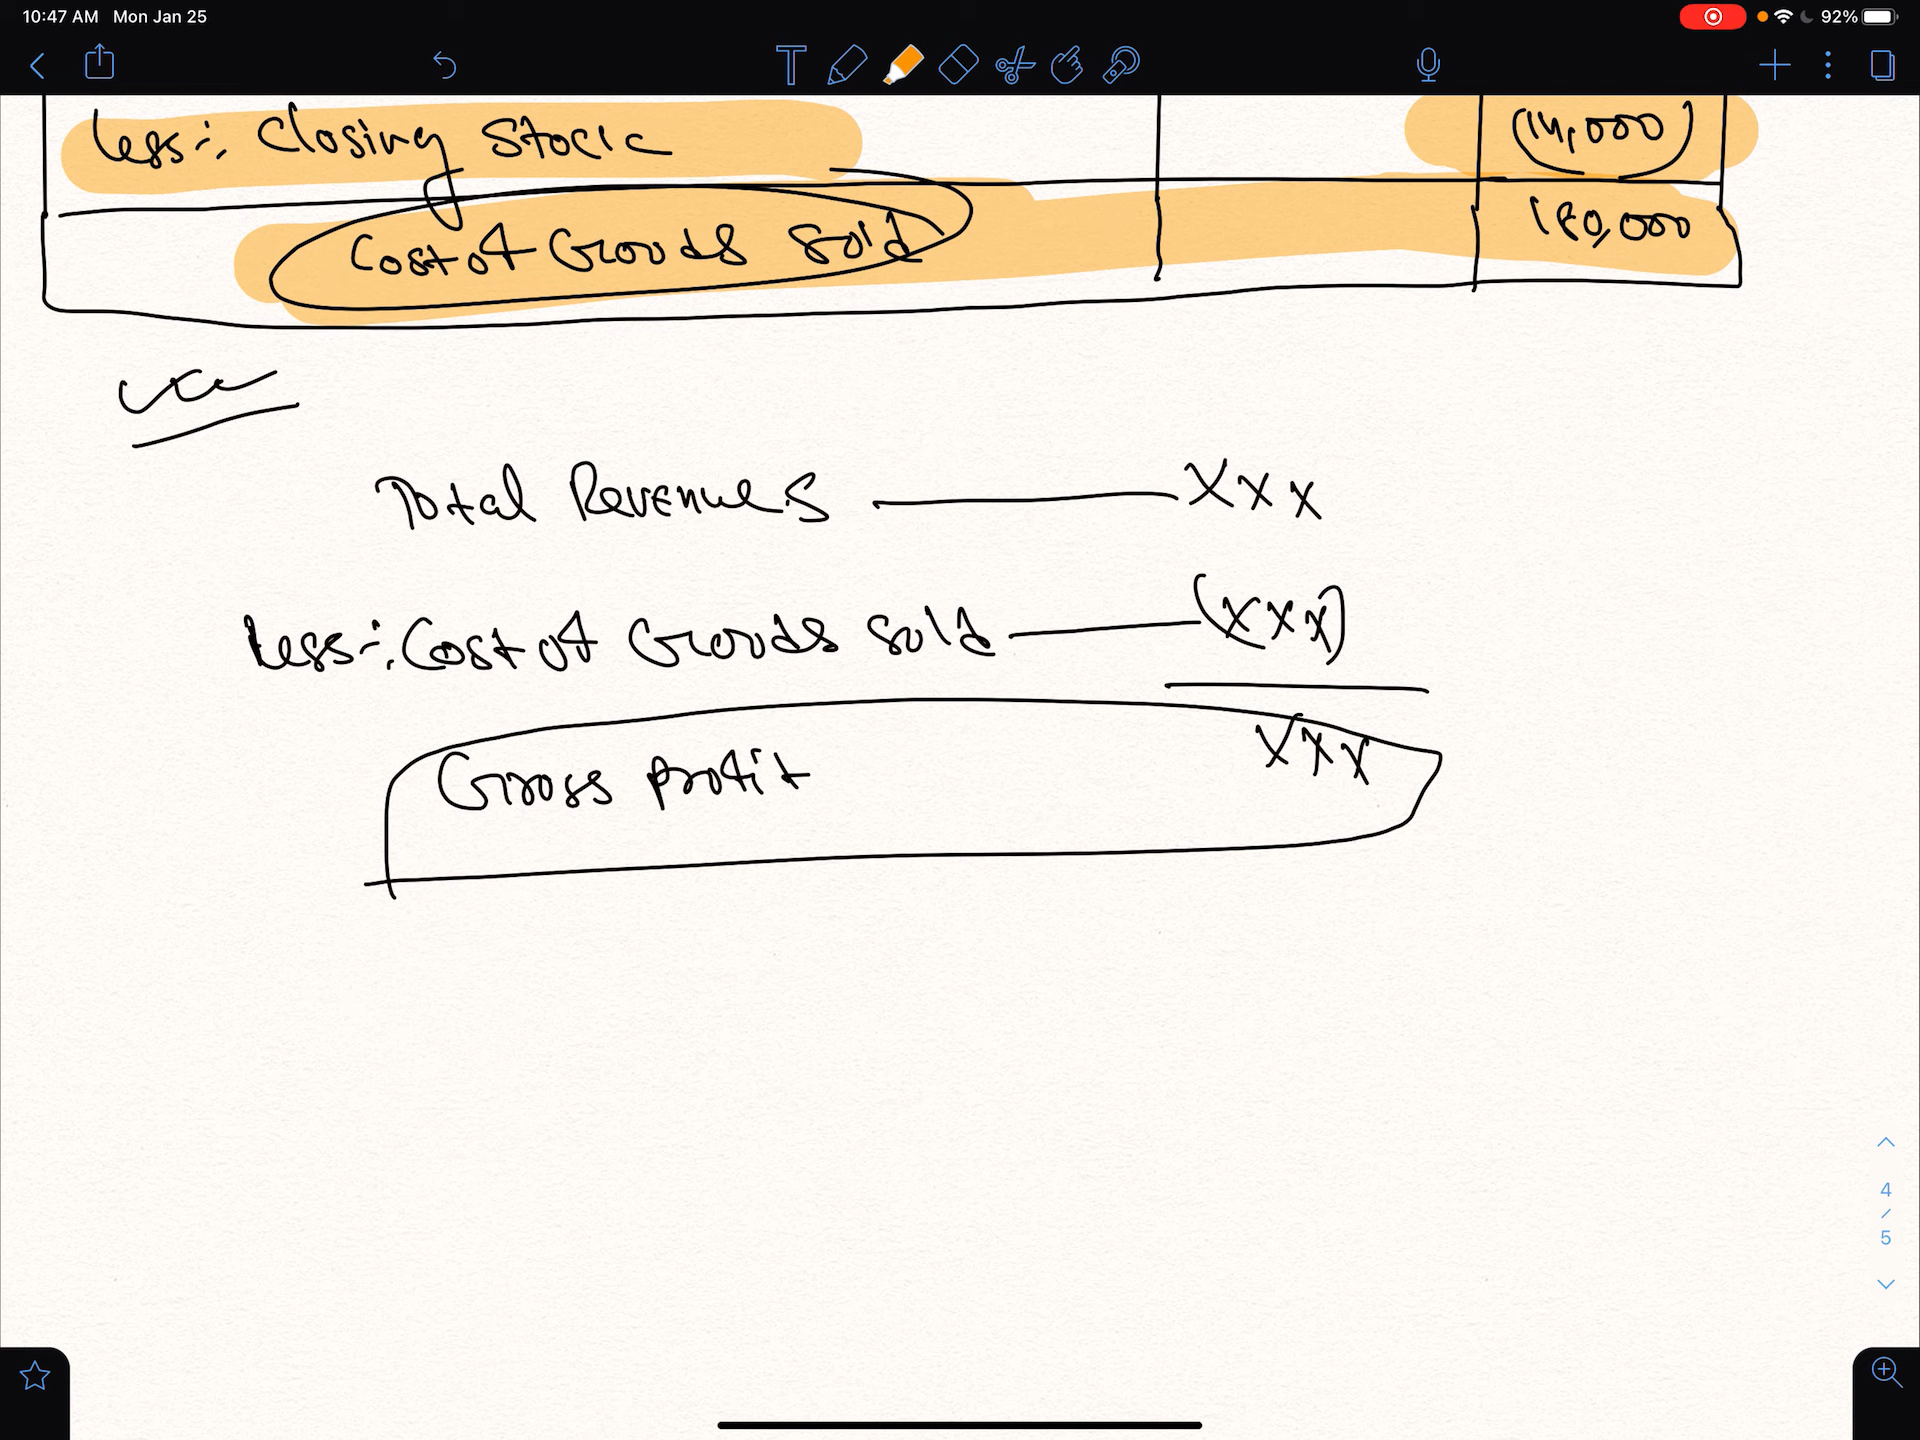 10:47 AM Mon Jan 25 92%
Less:- Closing Stock (14,000)
Cost of Goods Sold 180,000
Total Revenues XXX
Less:- Cost of Goods Sold (XXX)
Gross Profit XXX
4
/
5